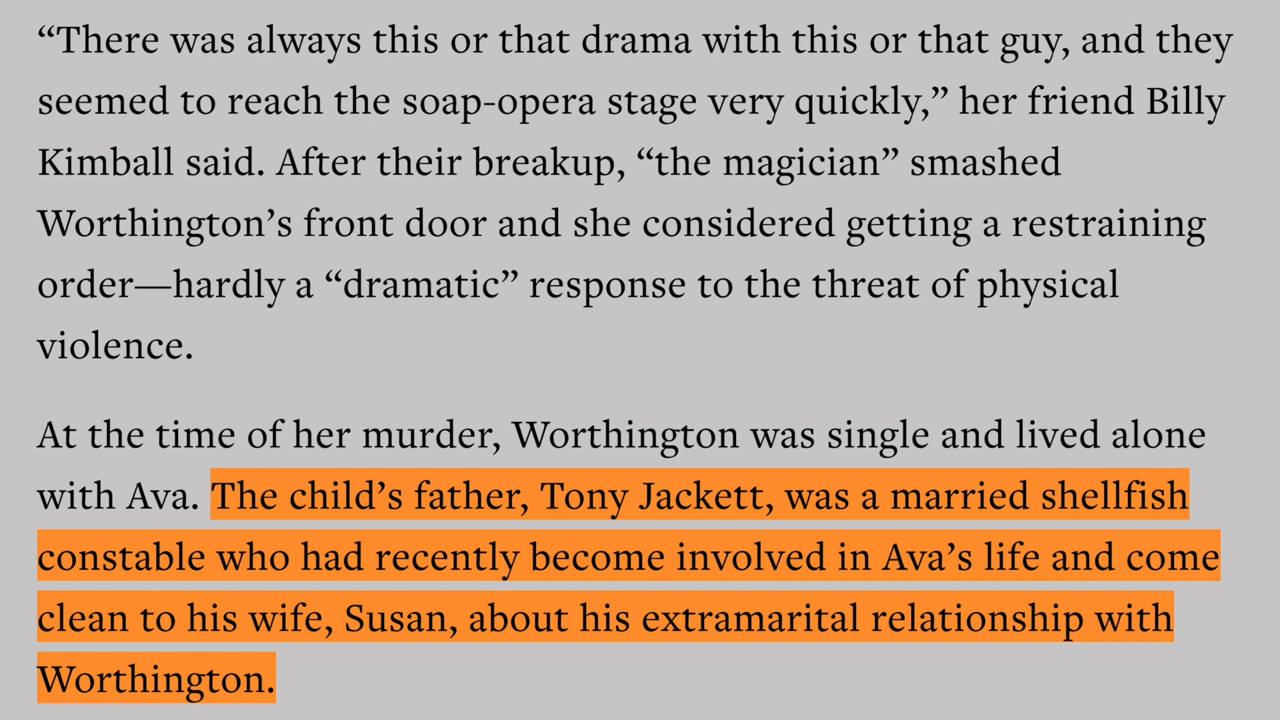 “There was always this or that drama with this or that guy, and they
seemed to reach the soap-opera stage very quickly,” her friend Billy
Kimball said. After their breakup, “the magician” smashed
Worthington’s front door and she considered getting a restraining
order—hardly a “dramatic” response to the threat of physical
violence.
At the time of her murder, Worthington was single and lived alone
with Ava. The child’s father, Tony Jackett, was a married shellfish
constable who had recently become involved in Ava’s life and come
clean to his wife, Susan, about his extramarital relationship with
Worthington.